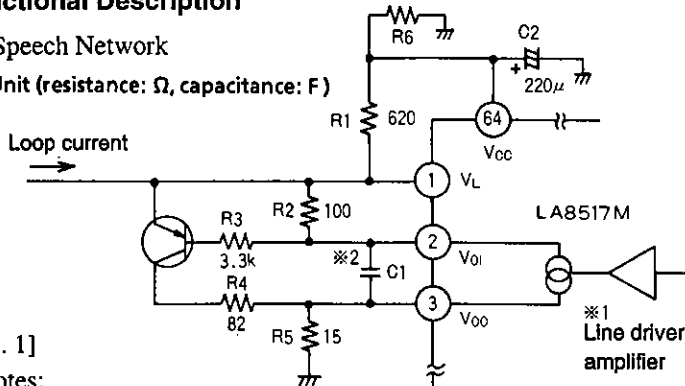 ctional Description
Speech Network
Unit (resistance: Ω, capacitance: F)
R6
C2
+
220μ
R1
620
64
VCC
Loop current
1
VL
R2
100
LA8517M
R3
3.3k
※2
C1
2
VOI
R4
82
3
VOO
R5
15
※1
Line driver
amplifier
. 1]
otes: